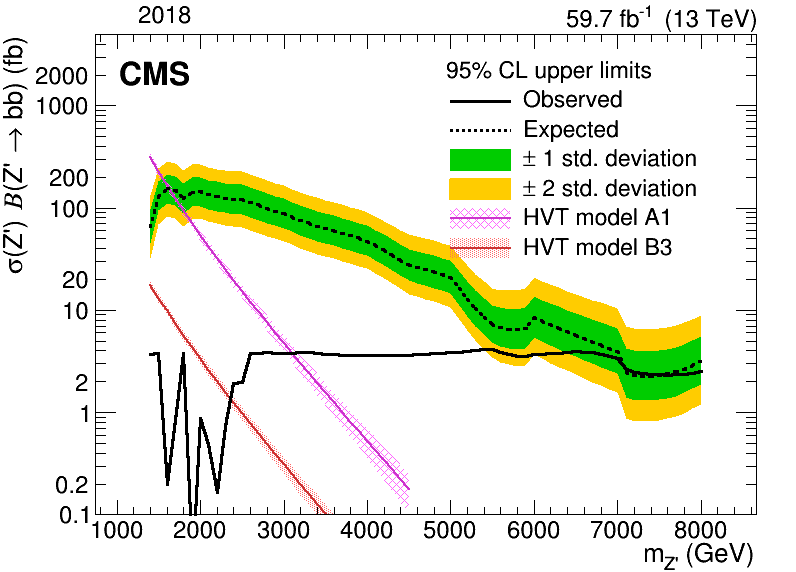 2018
59.7 fb⁻¹ (13 TeV)
CMS
95% CL upper limits
Observed
Expected
± 1 std. deviation
± 2 std. deviation
HVT model A1
HVT model B3
σ(Z') B(Z' → bb) (fb)
2000
1000
200
100
20
10
2
1
0.2
0.1
1000 2000 3000 4000 5000 6000 7000 8000
m_Z' (GeV)